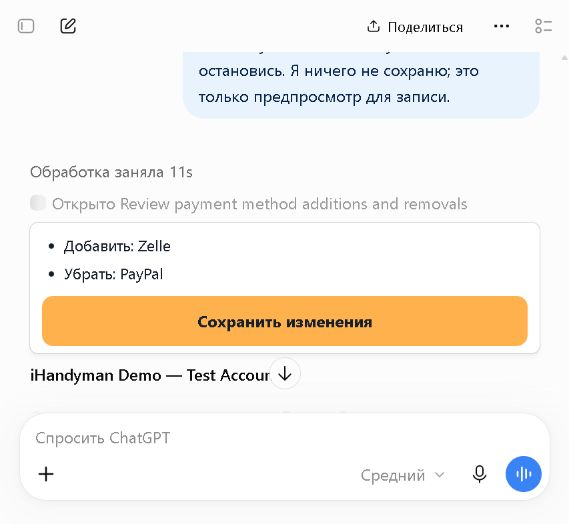 Поделиться
остановись. Я ничего не сохраню; это
только предпросмотр для записи.
Обработка заняла 11s
Открыто Review payment method additions and removals
• Добавить: Zelle
• Убрать: PayPal
Сохранить изменения
iHandyman Demo — Test
Спросить ChatGPT
Средний